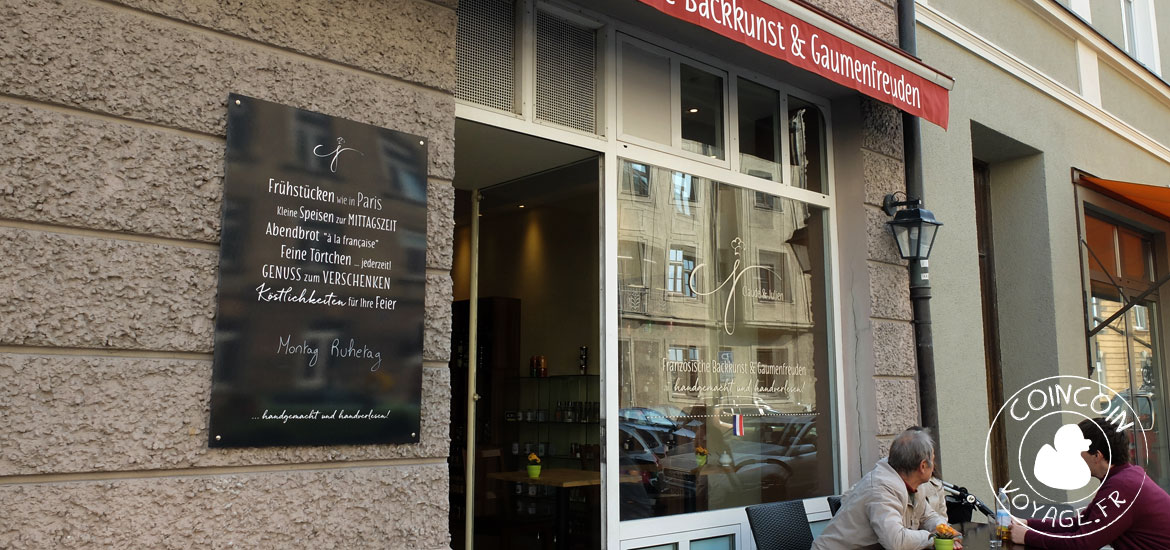 Backkunst & Gaumenfreuden
Frühstücken wie in Paris
Kleine Speisen zur MITTAGSZEIT
Abendbrot "à la française"
Feine Törtchen ... jederzeit!
GENUSS zum VERSCHENKEN
Köstlichkeiten für Ihre Feier
Montag Ruhetag
... handgemacht und handverlesen!
Claude & Julien
Französische Backkunst & Gaumenfreuden
handgemacht und handverlesen!
COINCOIN
VOYAGE.FR